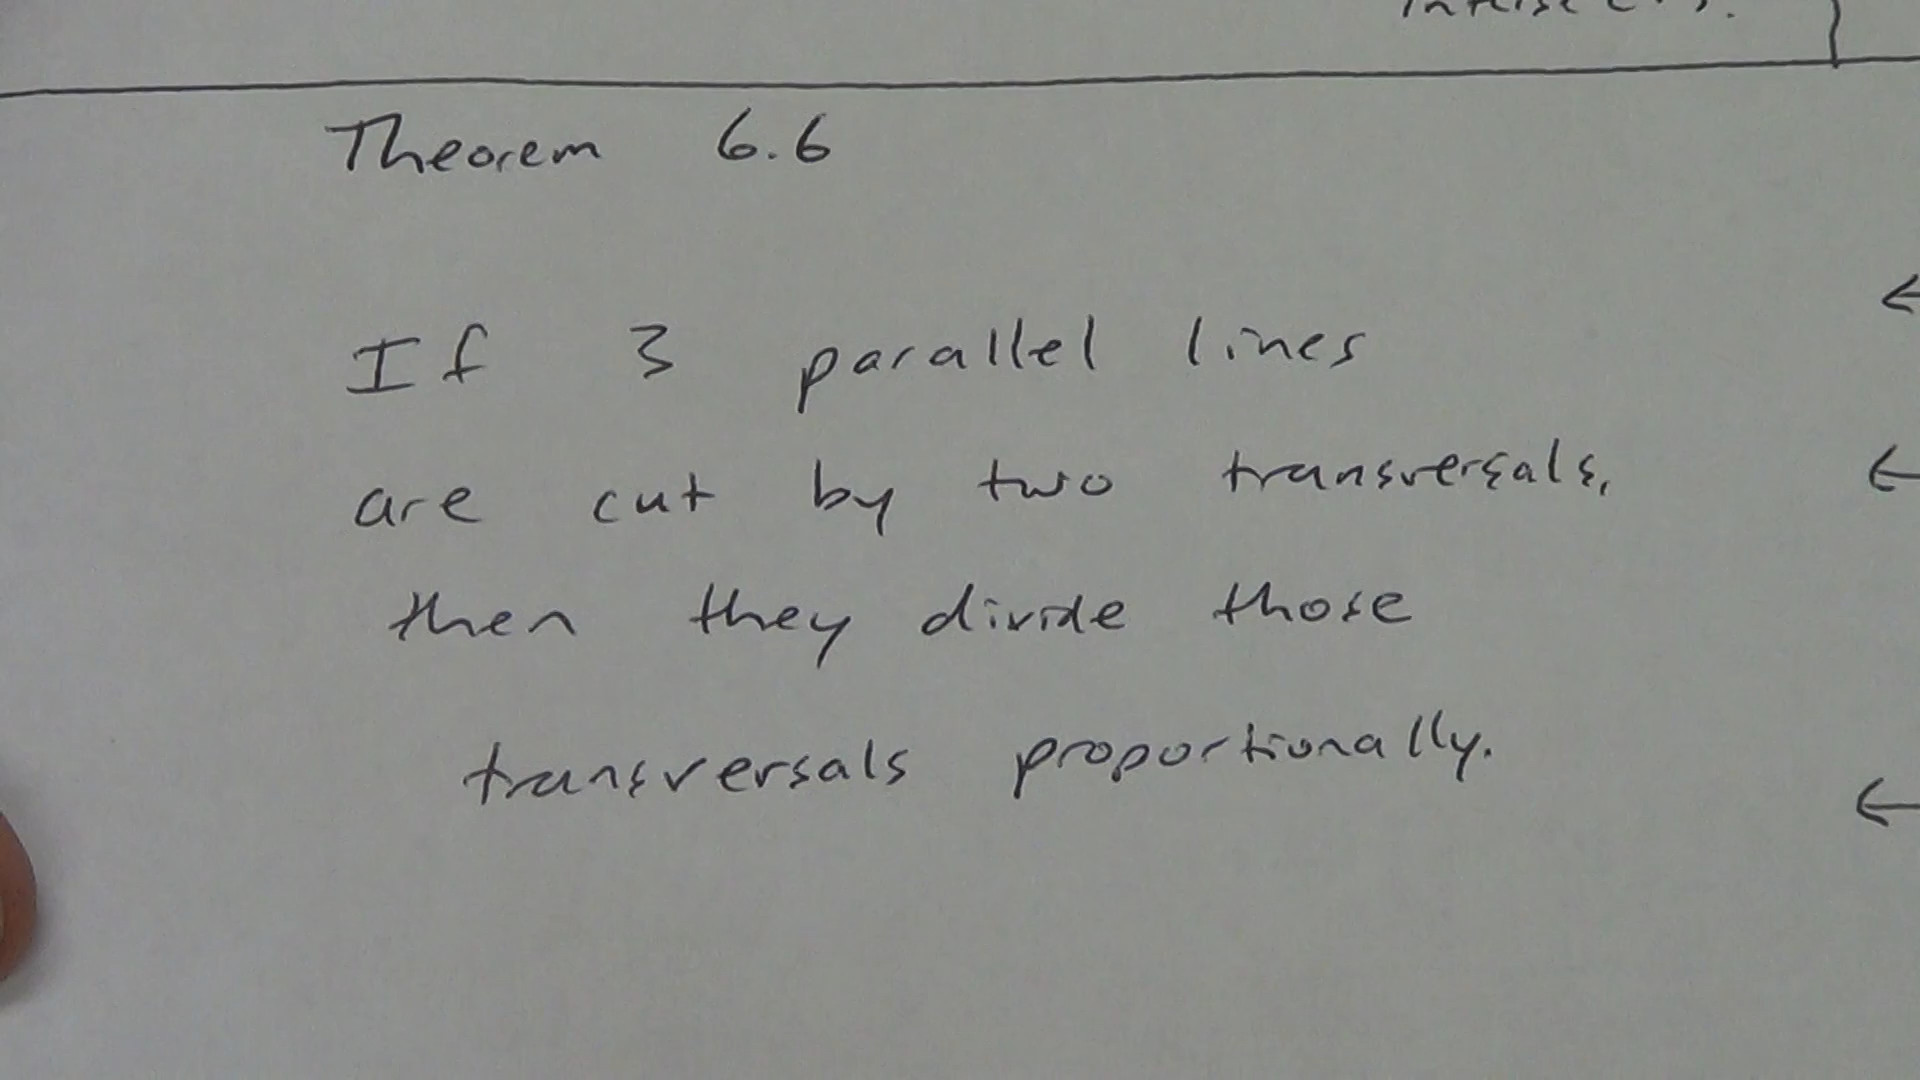 Theorem 6.6
If 3 parallel lines
are cut by two transversals,
then they divide those
transversals proportionally.